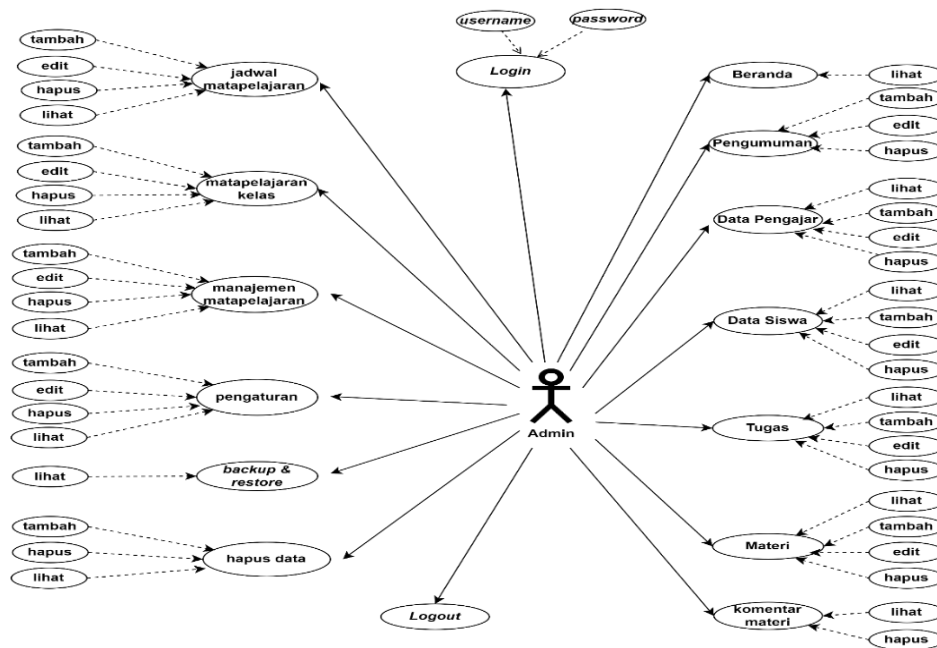 username
password
Login
tambah
edit
hapus
lihat
jadwal
matapelajaran
tambah
edit
hapus
lihat
matapelajaran
kelas
tambah
edit
hapus
lihat
manajemen
matapelajaran
tambah
edit
hapus
lihat
pengaturan
lihat
backup &
restore
tambah
hapus
lihat
hapus data
Logout
Admin
Beranda
lihat
Pengumuman
tambah
edit
hapus
Data Pengajar
lihat
tambah
edit
hapus
Data Siswa
lihat
tambah
edit
hapus
Tugas
lihat
tambah
edit
hapus
Materi
lihat
tambah
edit
hapus
komentar
materi
lihat
hapus